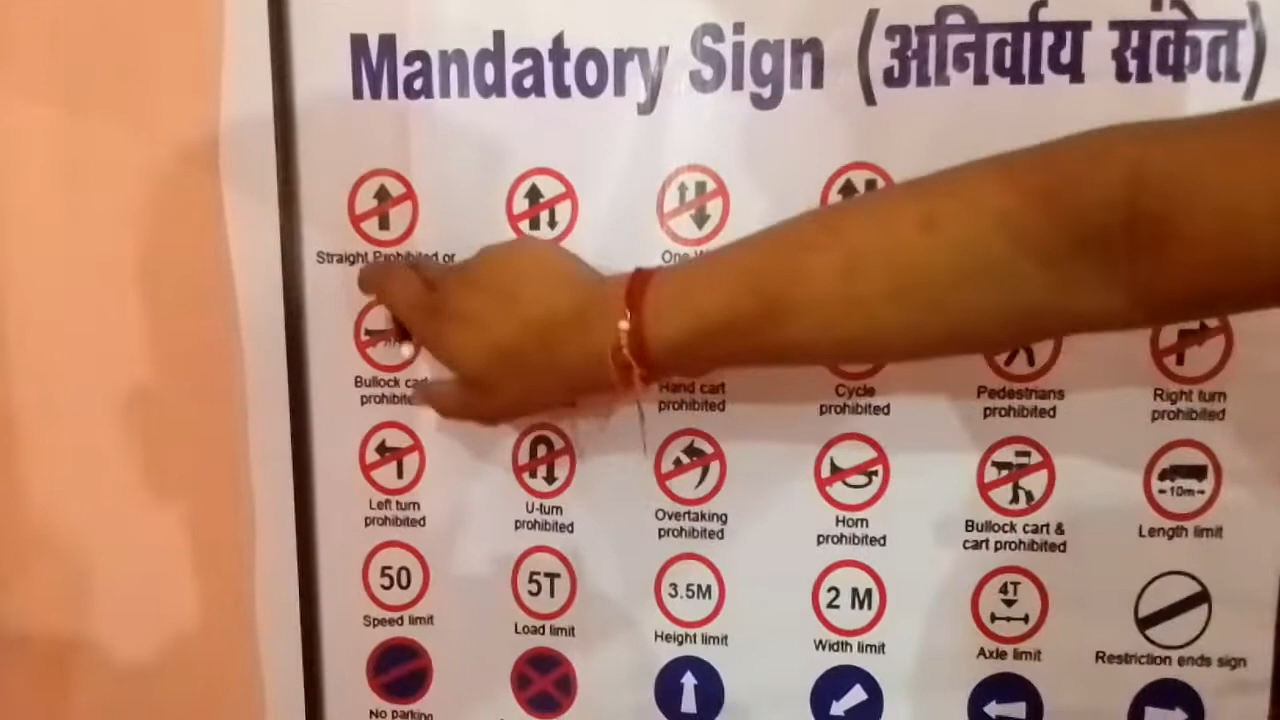 Mandatory Sign (अनिर्वाय संकेत)
Straight Prohibited or
One
Bullock cart
prohibited
Hand cart
prohibited
Cycle
prohibited
Pedestrians
prohibited
Right turn
prohibited
Left turn
prohibited
U-turn
prohibited
Overtaking
prohibited
Horn
prohibited
Bullock cart &
cart prohibited
10m
Length limit
50
Speed limit
5T
Load limit
3.5M
Height limit
2 M
Width limit
4T
Axle limit
Restriction ends sign
No parking